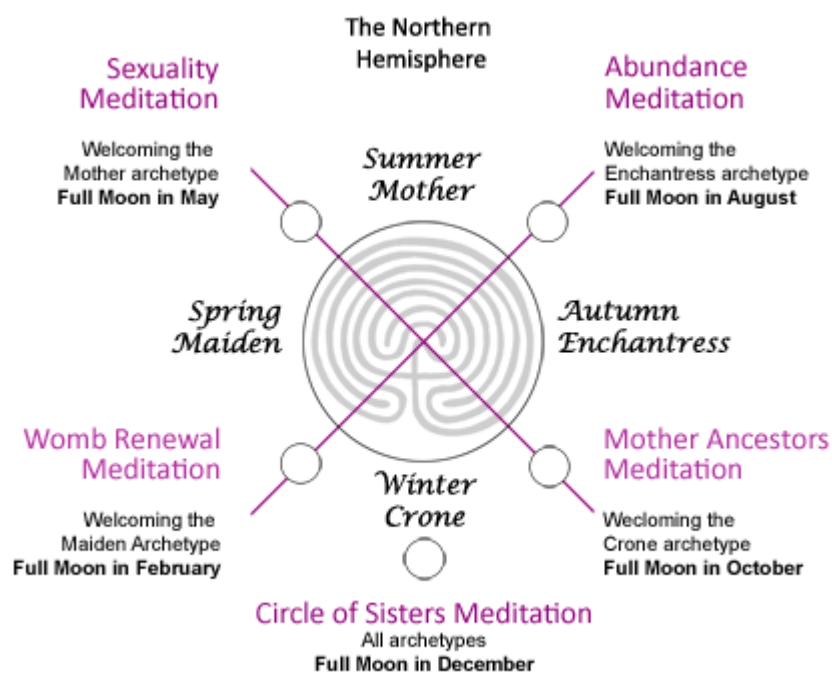 The Northern
Hemisphere
Sexuality
Meditation
Welcoming the
Mother archetype
Full Moon in May
Abundance
Meditation
Welcoming the
Enchantress archetype
Full Moon in August
Summer
Mother
Spring
Maiden
Autumn
Enchantress
Womb Renewal
Meditation
Welcoming the
Maiden Archetype
Full Moon in February
Winter
Crone
Mother Ancestors
Meditation
Wecloming the
Crone archetype
Full Moon in October
Circle of Sisters Meditation
All archetypes
Full Moon in December